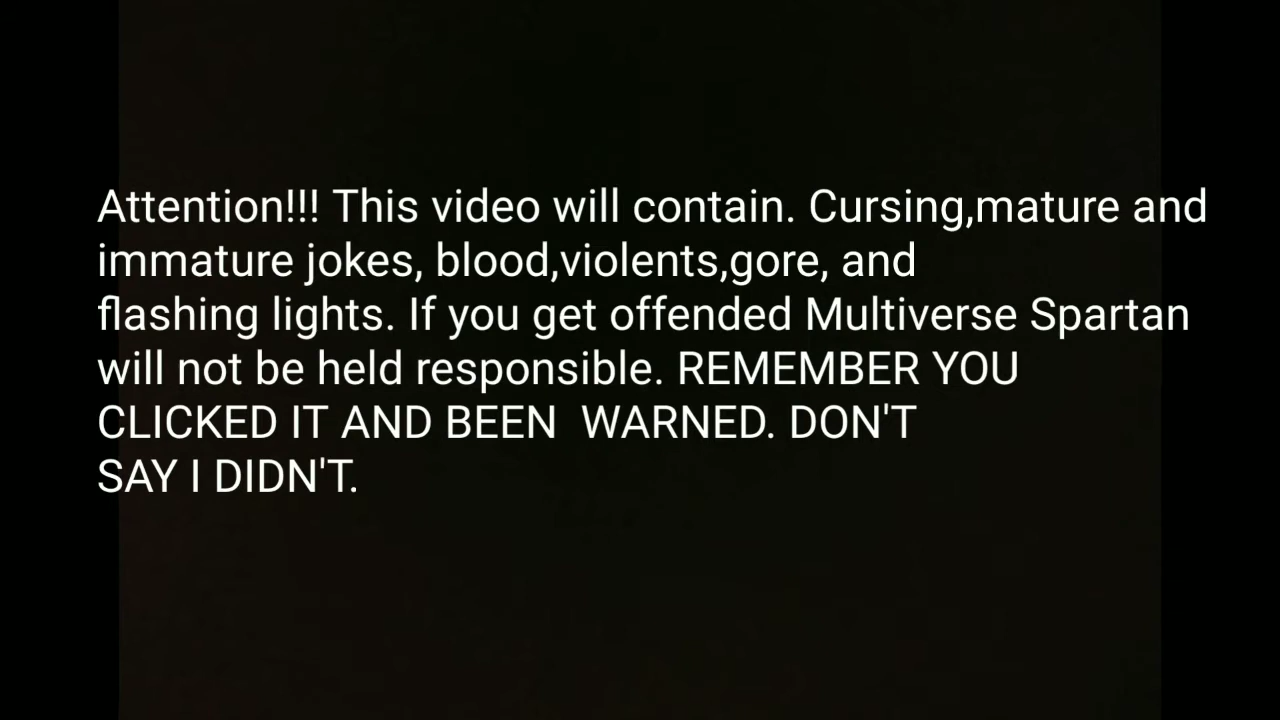 Attention!!! This video will contain. Cursing,mature and
immature jokes, blood,violents,gore, and
flashing lights. If you get offended Multiverse Spartan
will not be held responsible. REMEMBER YOU
CLICKED IT AND BEEN  WARNED. DON'T
SAY I DIDN'T.